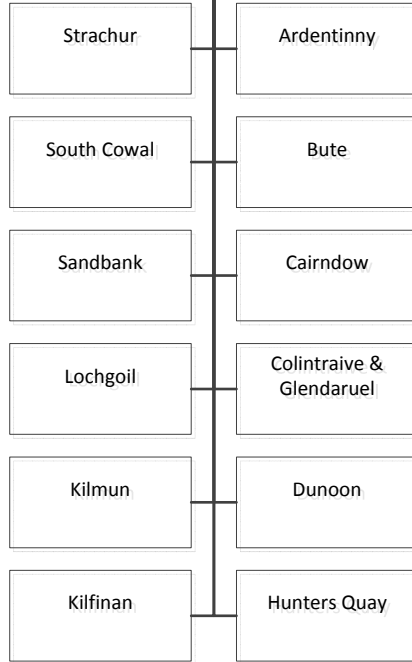 Strachur
Ardentinny
South Cowal
Bute
Sandbank
Cairndow
Lochgoil
Colintraive &
Glendaruel
Kilmun
Dunoon
Kilfinan
Hunters Quay